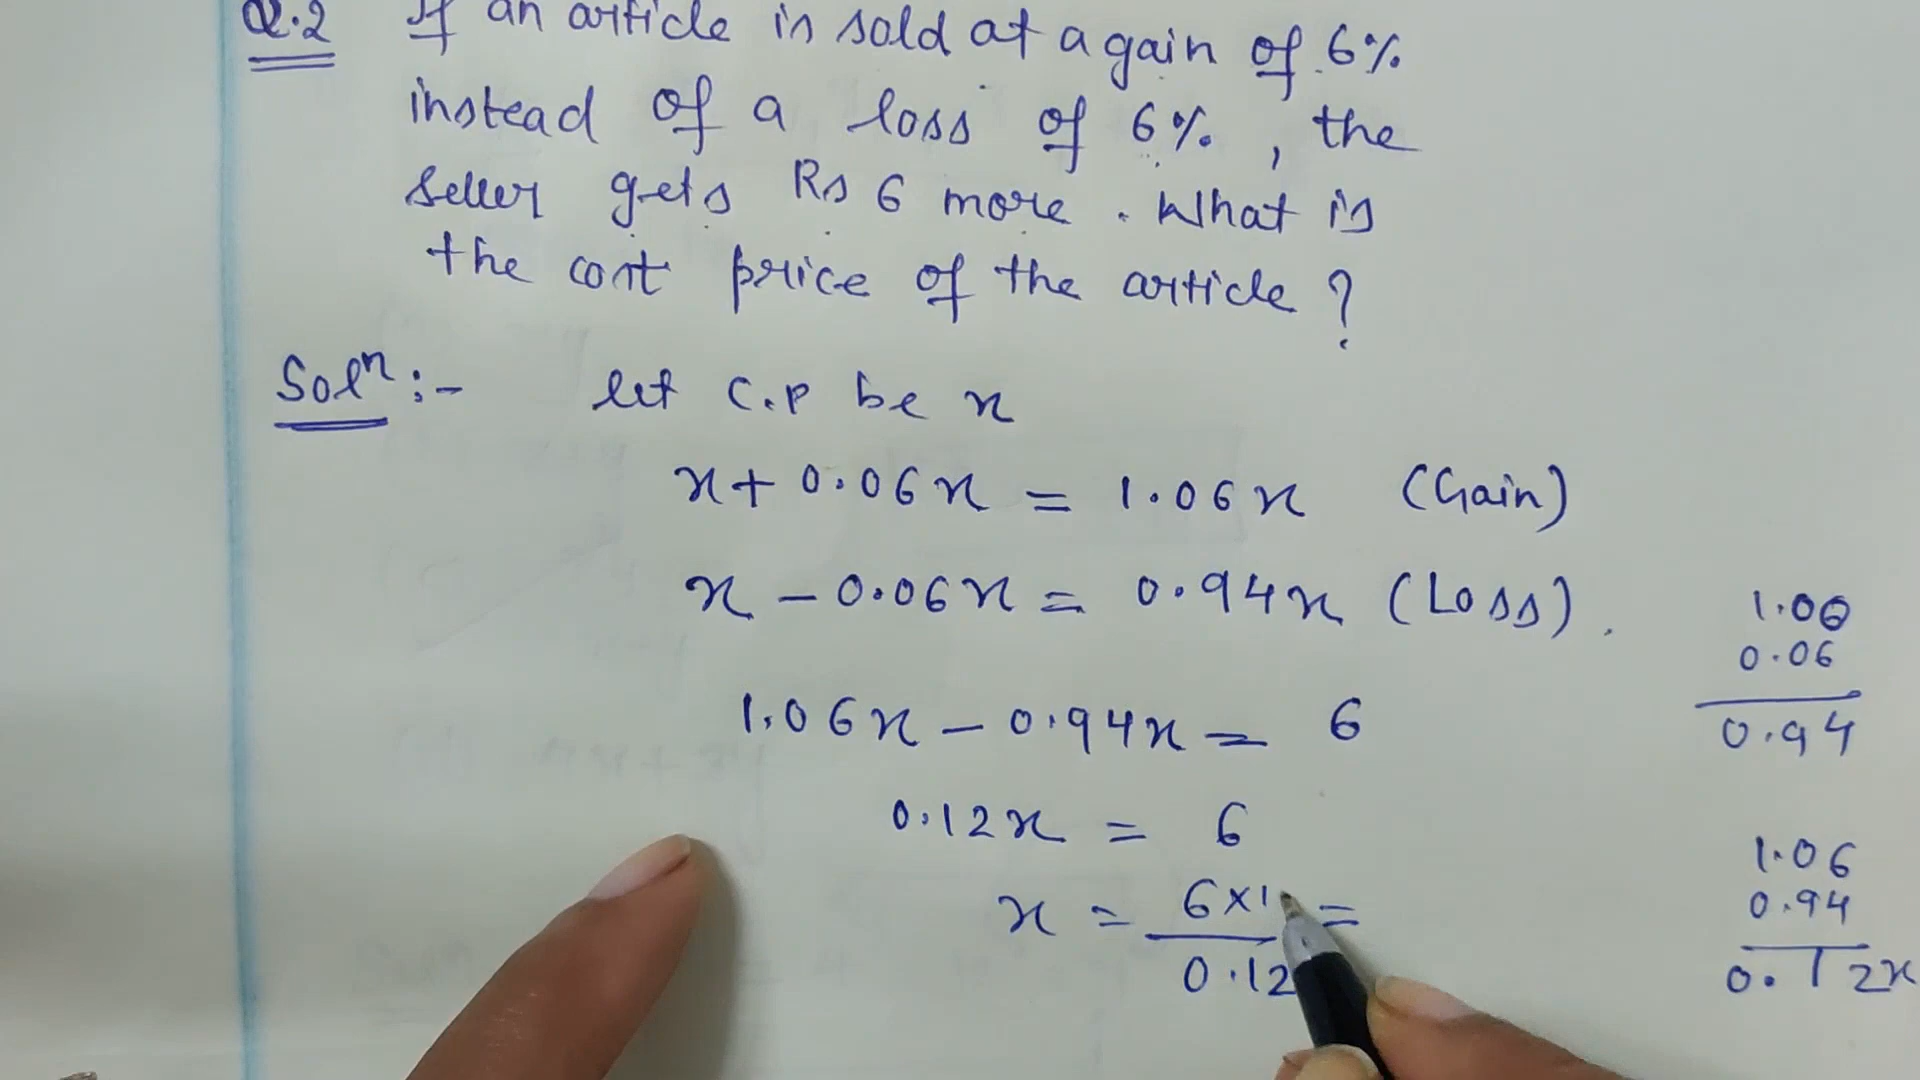 Q.2 If an article is sold at a gain of 6%
instead of a loss of 6%, the
seller gets Rs 6 more. What is
the cost price of the article?
Solⁿ:- let C.P be x
x + 0.06x = 1.06x (Gain)
x - 0.06x = 0.94x (Loss).
1.06x - 0.94x = 6
0.12x = 6
x = 6×1 =
0.12
1.00
0.06
0.94
1.06
0.94
0.12x